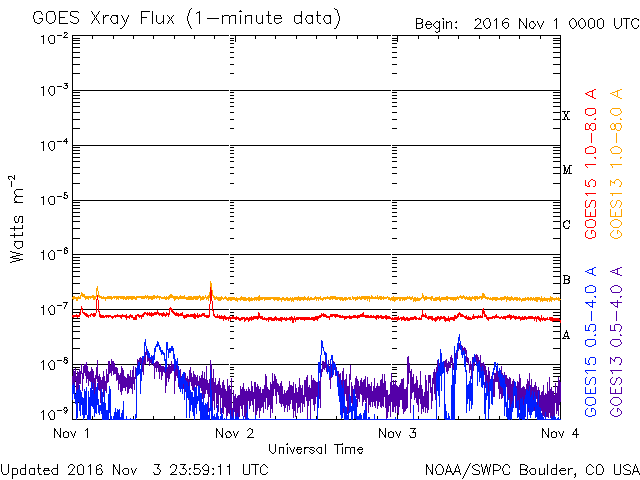 GOES Xray Flux (1-minute data)
Begin: 2016 Nov 1 0000 UTC
10⁻²
10⁻³
10⁻⁴
10⁻⁵
10⁻⁶
10⁻⁷
10⁻⁸
10⁻⁹
Watts m⁻²
X
M
C
B
A
GOES15 1.0-8.0 A
GOES13 1.0-8.0 A
GOES15 0.5-4.0 A
GOES13 0.5-4.0 A
Nov 1
Nov 2
Nov 3
Nov 4
Universal Time
Updated 2016 Nov 3 23:59:11 UTC
NOAA/SWPC Boulder, CO USA